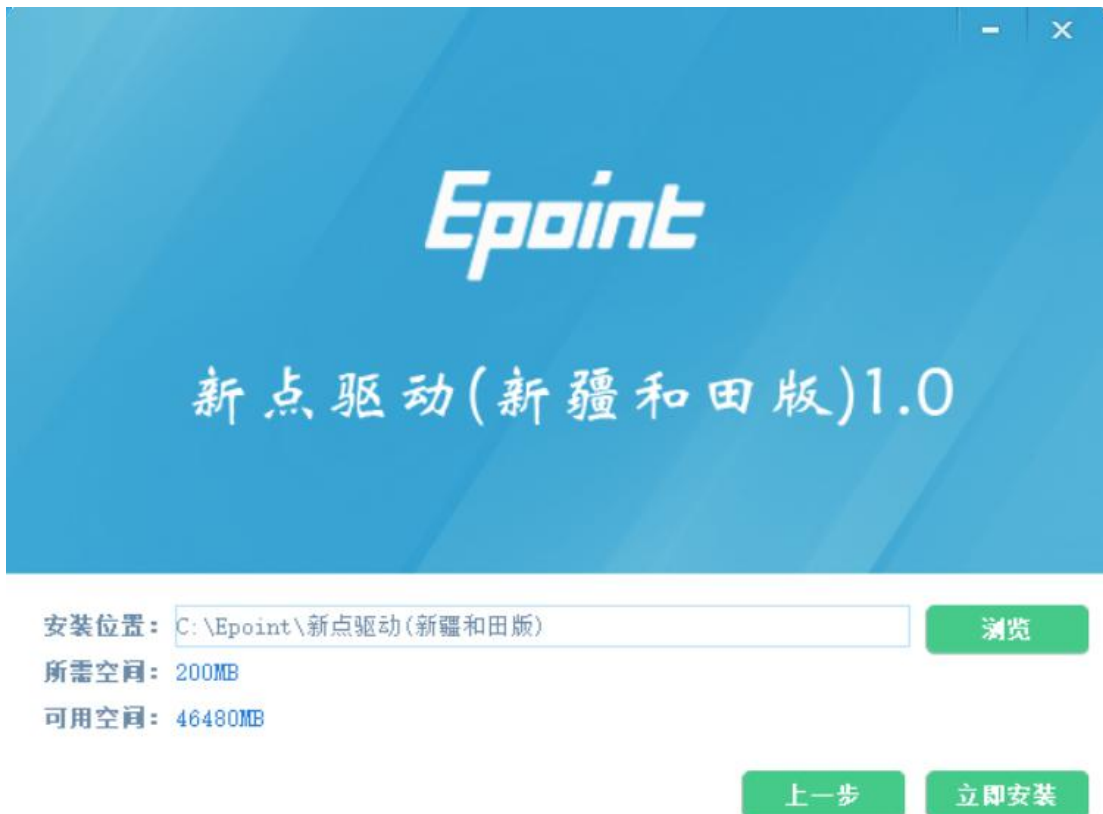 Epoint
新点驱动(新疆和田版)1.0
安装位置: C:\Epoint\新点驱动(新疆和田版) 浏览
所需空间: 200MB
可用空间: 46480MB
上一步 立即安装